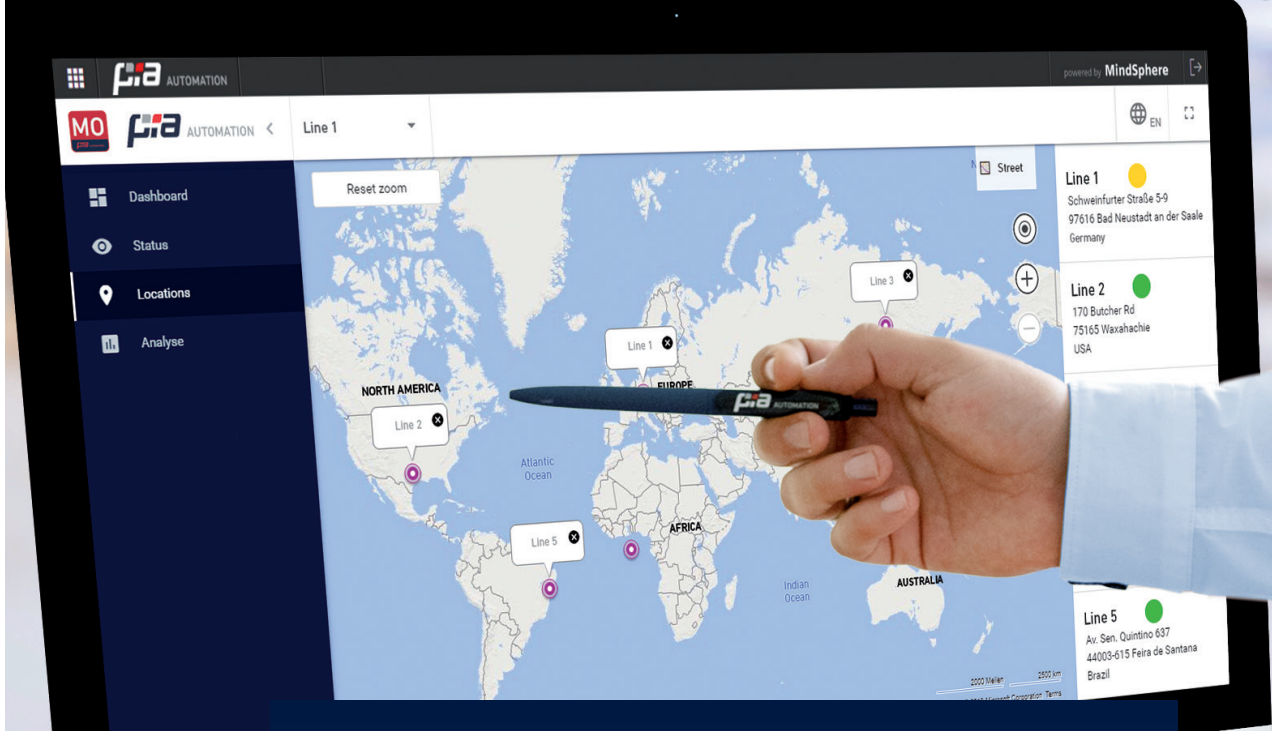 pia AUTOMATION
powered by MindSphere
MO pia AUTOMATION
Line 1
EN
Dashboard
Status
Locations
Analyse
Reset zoom
Street
Line 3
Line 1
NORTH AMERICA
EUROPE
Line 2
Atlantic
Ocean
AFRICA
Line 5
Indian
Ocean
AUSTRALIA
pia AUTOMATION
2000 Meilen
2500 km
Microsoft Corporation Terms
Line 1
Schweinfurter Straße 5-9
97616 Bad Neustadt an der Saale
Germany
Line 2
170 Butcher Rd
75165 Waxahachie
USA
Line 5
Av. Sen. Quintino 637
44003-615 Feira de Santana
Brazil